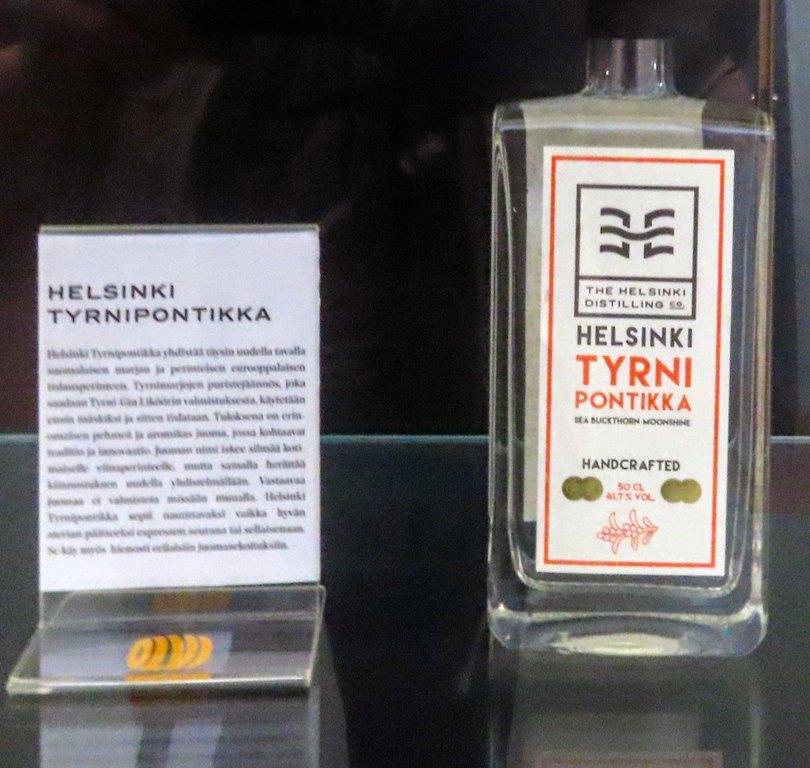 HELSINKI
TYRNIPONTIKKA
Helsinki Tyrnipontikka yhdistää täysin uudella tavalla
suomalaisen marjan ja perinteisen eurooppalaisen
tislausperinteen. Tyrnimarjojen puristejäännös, joka
saadaan Tyrni-Gin Liköörin valmistuksesta, käytetään
ensin mäskiksi ja sitten tislataan. Tuloksena on erin-
omaisen pehmeä ja aromikas juoma, jossa kohtaavat
traditio ja innovaatio. Juoman nimi iskee silmää koti-
maiselle viinaperinteelle, mutta samalla herättää
kiinnostuksen uudella yhdistelmällään. Vastaavaa
juomaa ei valmisteta missään muualla. Helsinki
Tyrnipontikka sopii nautittavaksi vaikka hyvän
aterian päätteeksi espresson seurana tai sellaisenaan.
Se käy myös hienosti erilaisiin juomasekoituksiin.
THE HELSINKI
DISTILLING CO.
HELSINKI
TYRNI
PONTIKKA
SEA BUCKTHORN MOONSHINE
HANDCRAFTED
50 CL
41,7 % VOL